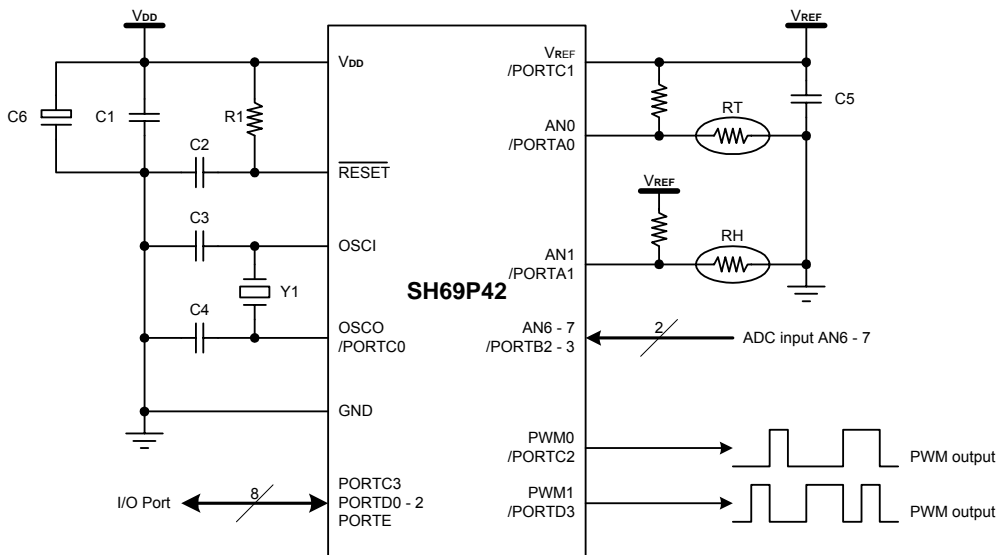 VDD
VREF
VDD
VREF
/PORTC1
C6
C1
R1
C5
RT
C2
AN0
/PORTA0
RESET
VREF
C3
OSCI
RH
AN1
/PORTA1
SH69P42
Y1
C4
OSCO
/PORTC0
AN6 - 7
/PORTB2 - 3
2
ADC input AN6 - 7
GND
PWM0
/PORTC2
PWM output
I/O Port
8
PORTC3
PORTD0 - 2
PORTE
PWM1
/PORTD3
PWM output